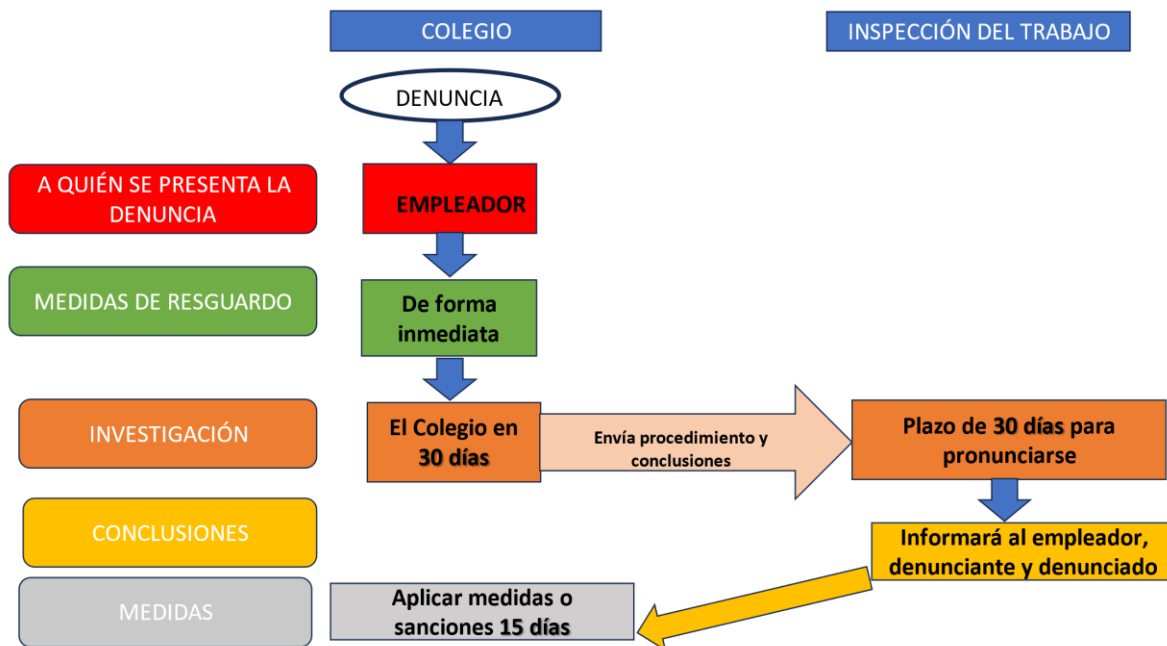 COLEGIO
INSPECCIÓN DEL TRABAJO
DENUNCIA
A QUIÉN SE PRESENTA LA
DENUNCIA
EMPLEADOR
MEDIDAS DE RESGUARDO
De forma
inmediata
INVESTIGACIÓN
El Colegio en
30 días
Envía procedimiento y
conclusiones
Plazo de 30 días para
pronunciarse
CONCLUSIONES
Informará al empleador,
denunciante y denunciado
MEDIDAS
Aplicar medidas o
sanciones 15 días